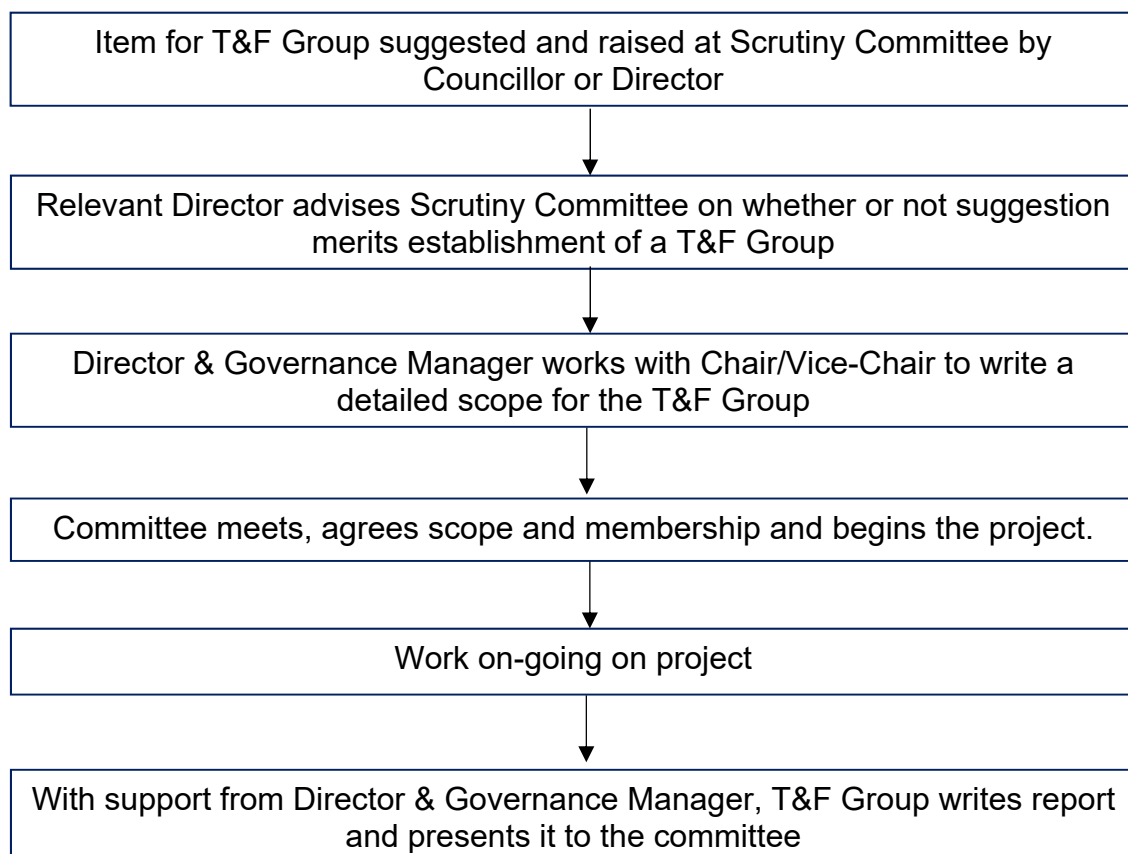 Item for T&F Group suggested and raised at Scrutiny Committee by
Councillor or Director
Relevant Director advises Scrutiny Committee on whether or not suggestion
merits establishment of a T&F Group
Director & Governance Manager works with Chair/Vice-Chair to write a
detailed scope for the T&F Group
Committee meets, agrees scope and membership and begins the project.
Work on-going on project
With support from Director & Governance Manager, T&F Group writes report
and presents it to the committee